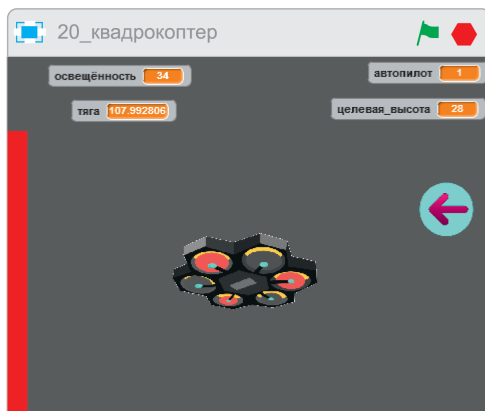 20_квадрокоптер
освещённость 34
автопилот 1
тяга 107.992806
целевая_высота 28